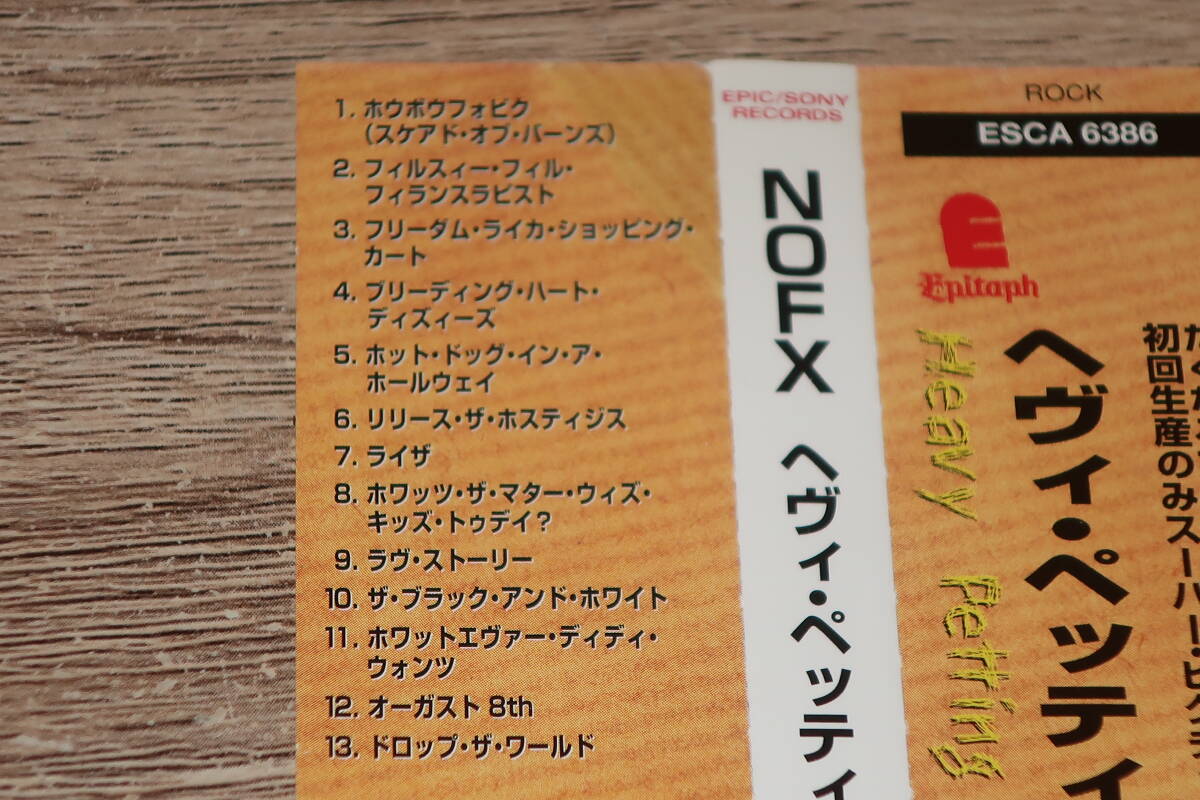 1. ホウボウフォビク
(スケアド・オブ・バーンズ)
2. フィルスィー・フィル・
フィランスラピスト
3. フリーダム・ライカ・ショッピング・
カート
4. ブリーディング・ハート・
ディズィーズ
5. ホット・ドッグ・イン・ア・
ホールウェイ
6. リリース・ザ・ホスティジス
7. ライザ
8. ホワッツ・ザ・マター・ウィズ・
キッズ・トゥデイ?
9. ラヴ・ストーリー
10. ザ・ブラック・アンド・ホワイト
11. ホワットエヴァー・ディディ・
ウォンツ
12. オーガスト 8th
13. ドロップ・ザ・ワールド
EPIC/SONY
RECORDS
NOFX ヘヴィ・ペッティ
ROCK
ESCA 6386
Epitaph
Heavy Petting
ヘヴィ・ペッティ
初回生産のみスーパー・ピクチ